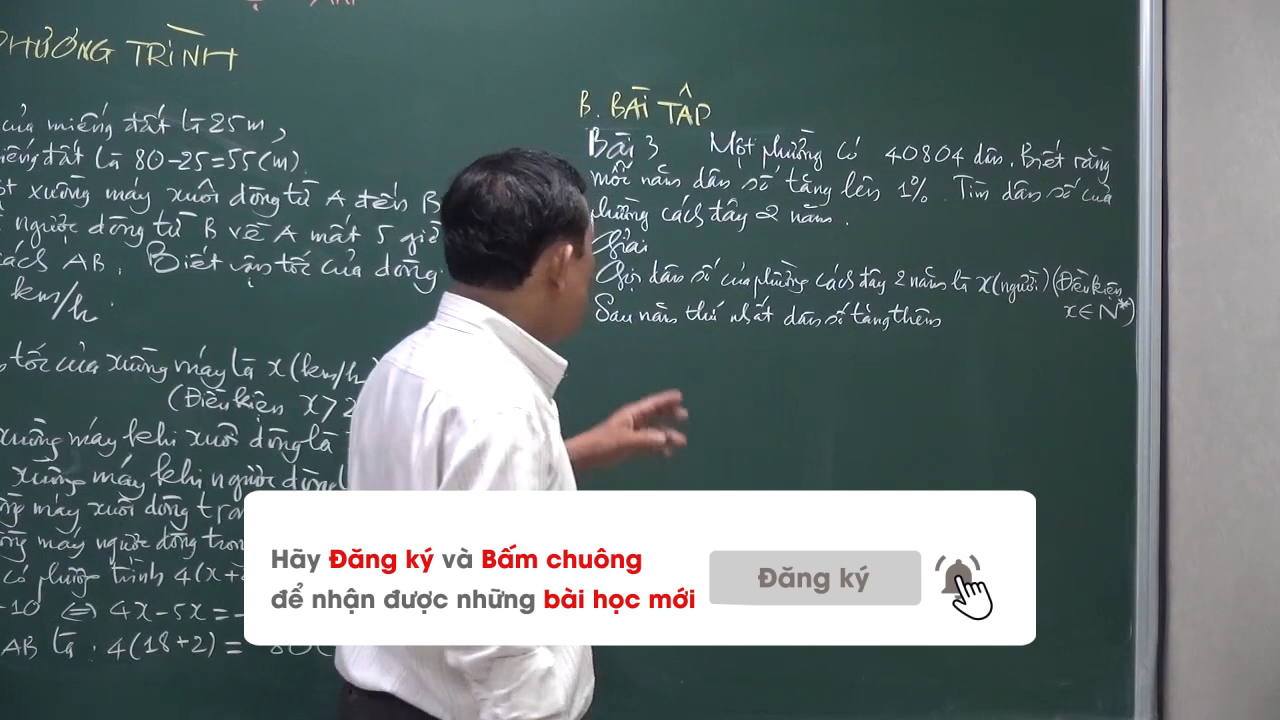 PHƯƠNG TRÌNH
của miếng đất là 25m,
miếng đất là 80-25=55(m).
xuồng máy xuôi dòng từ A đến B
ngược dòng từ B về A mất 5 giờ
cách AB. Biết vận tốc của dòng
km/h.
tốc của xuồng máy là x(km/h
(Điều kiện x>2
xuồng máy khi xuôi dòng là
xuồng máy khi ngược dòng
máy xuôi dòng
máy ngược dòng trong
có phương trình 4(x+
-10 ⇔ 4x-5x=-
AB là: 4(18+2)= 80(
B. BÀI TẬP
Bài 3 Một phường có 40804 dân. Biết rằng
mỗi năm dân số tăng lên 1%. Tìm dân số của
phường cách đây 2 năm.
Giải
Gọi dân số của phường cách đây 2 năm là x(người)(Điều kiện
x∈N*)
Sau năm thứ nhất dân số tăng thêm
Hãy Đăng ký và Bấm chuông
để nhận được những bài học mới
Đăng ký